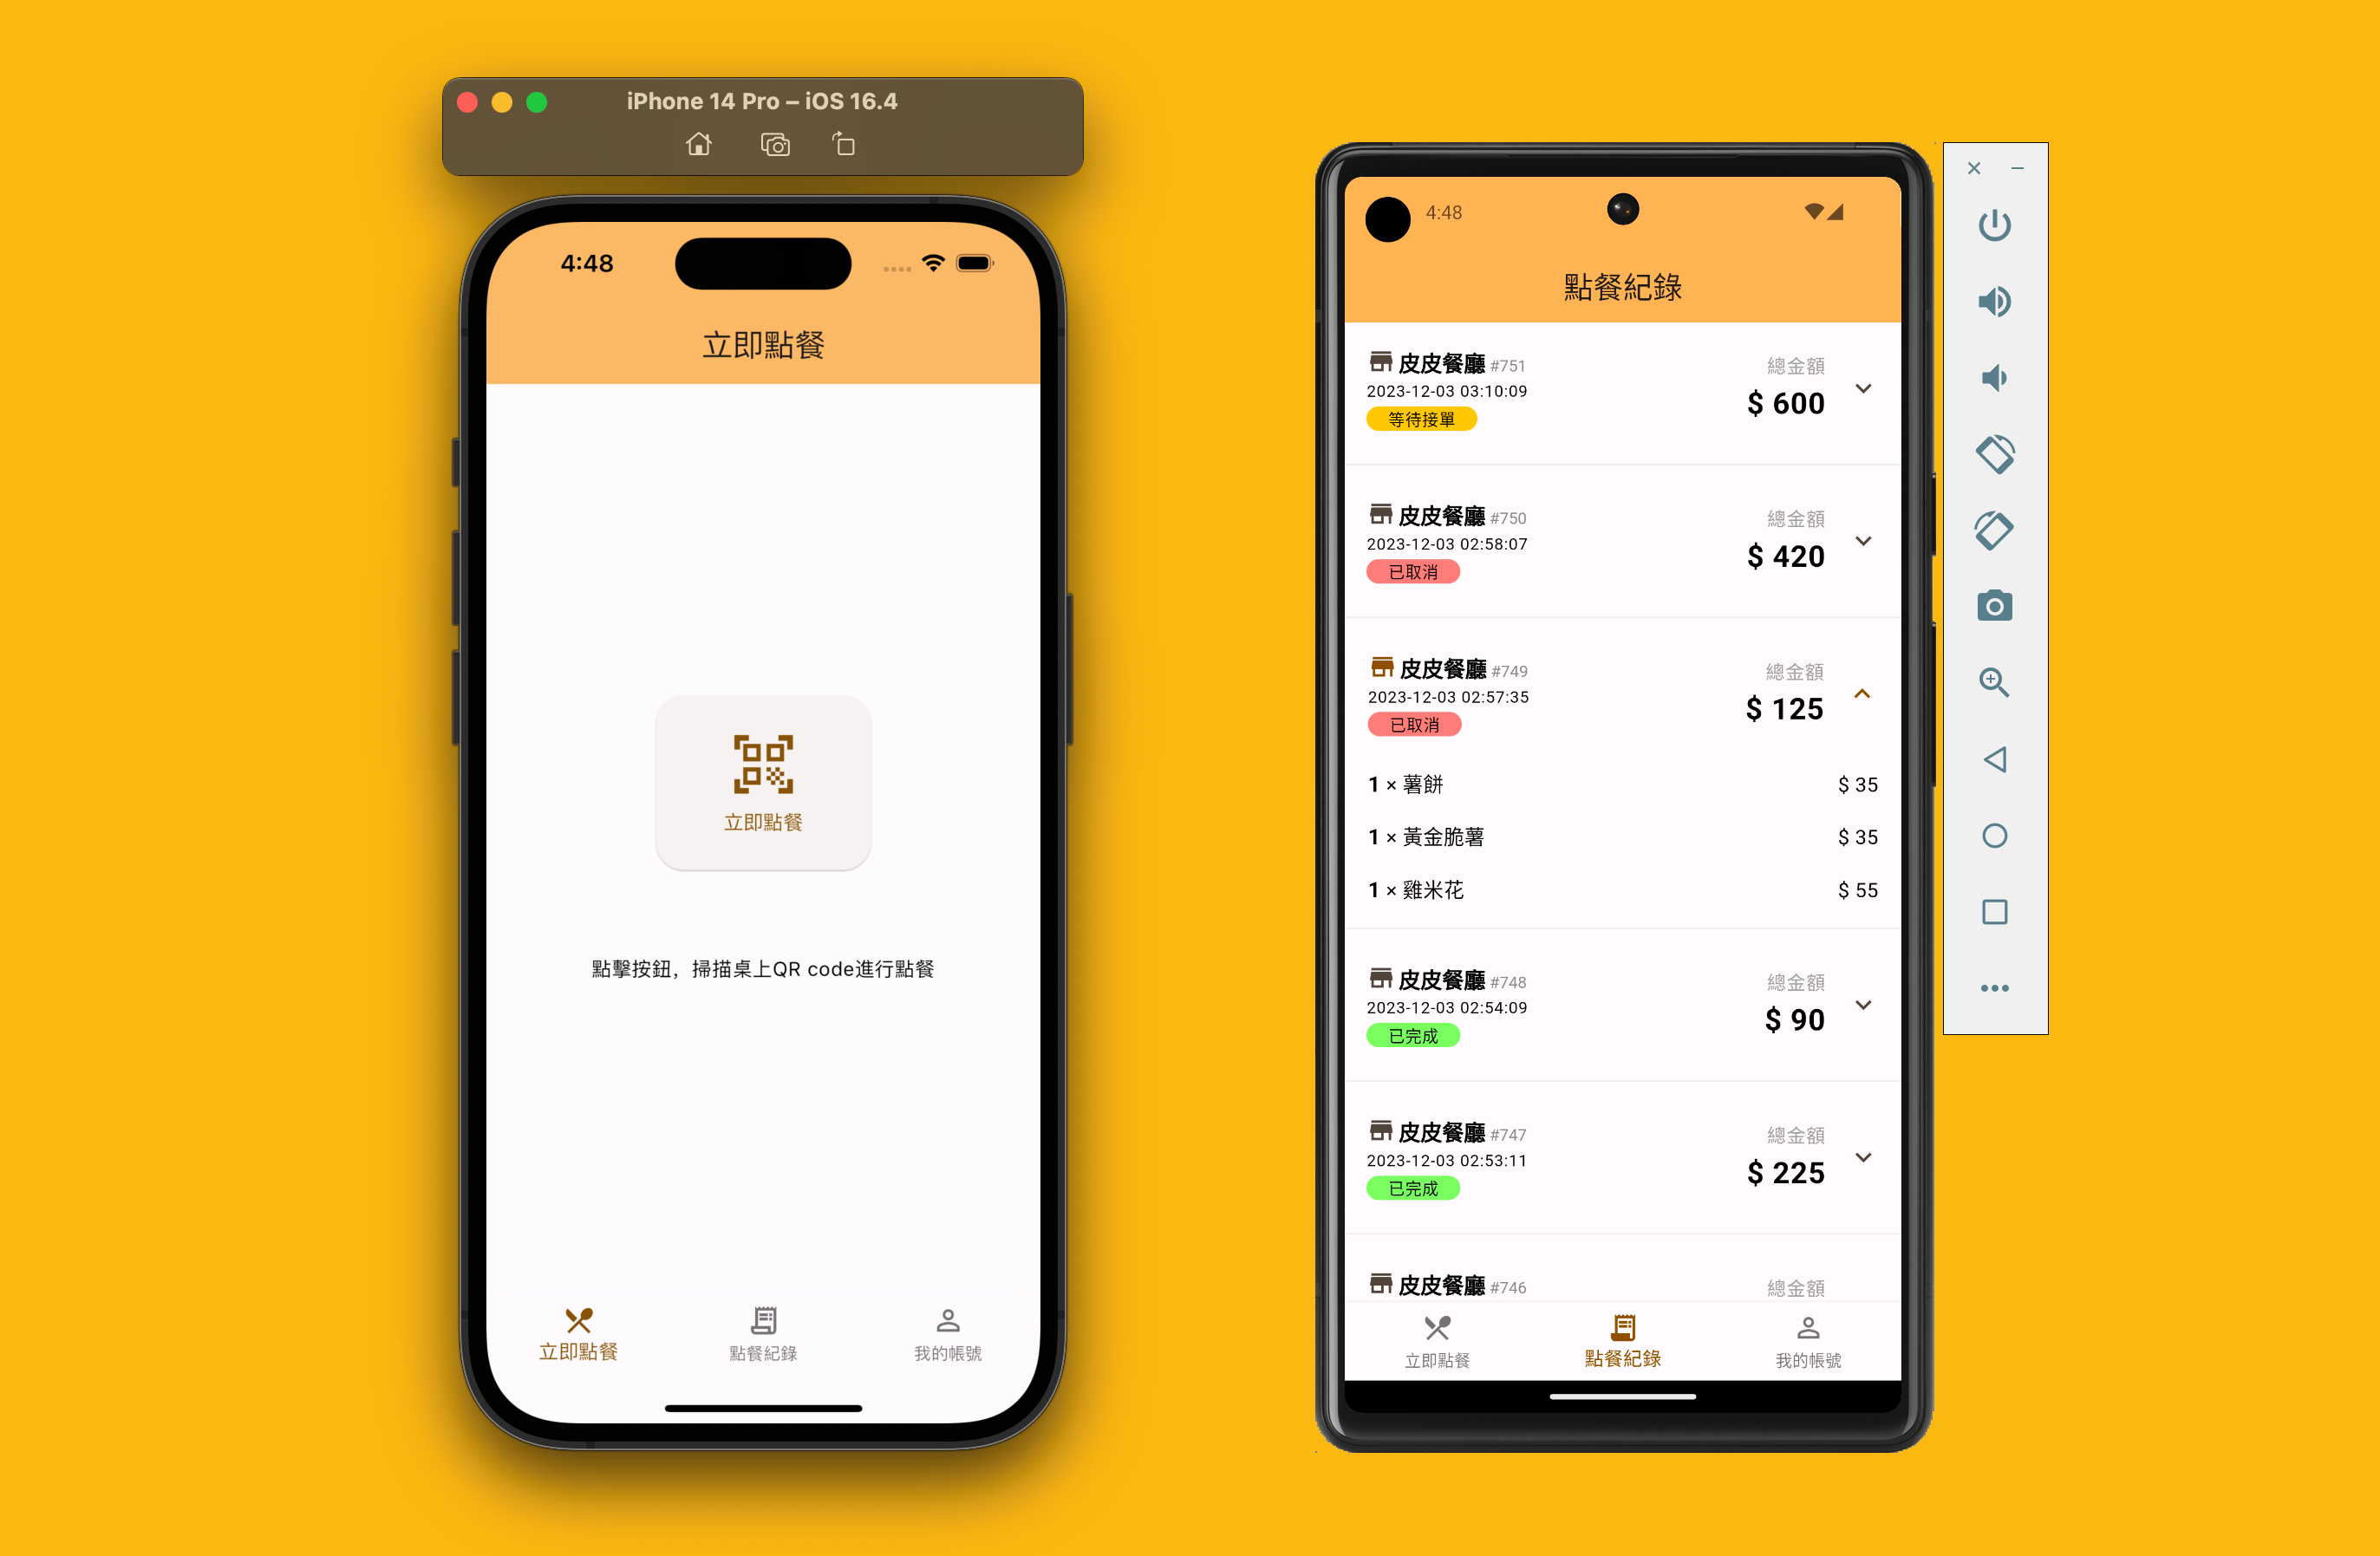 iPhone 14 Pro – iOS 16.4
4:48
立即點餐
立即點餐
點擊按鈕，掃描桌上QR code進行點餐
立即點餐
點餐紀錄
我的帳號
4:48
點餐紀錄
皮皮餐廳 #751
總金額
2023-12-03 03:10:09
$ 600
等待接單
皮皮餐廳 #750
總金額
2023-12-03 02:58:07
$ 420
已取消
皮皮餐廳 #749
總金額
2023-12-03 02:57:35
$ 125
已取消
1 × 薯餅 $ 35
1 × 黃金脆薯 $ 35
1 × 雞米花 $ 55
皮皮餐廳 #748
總金額
2023-12-03 02:54:09
$ 90
已完成
皮皮餐廳 #747
總金額
2023-12-03 02:53:11
$ 225
已完成
皮皮餐廳 #746
總金額
立即點餐
點餐紀錄
我的帳號